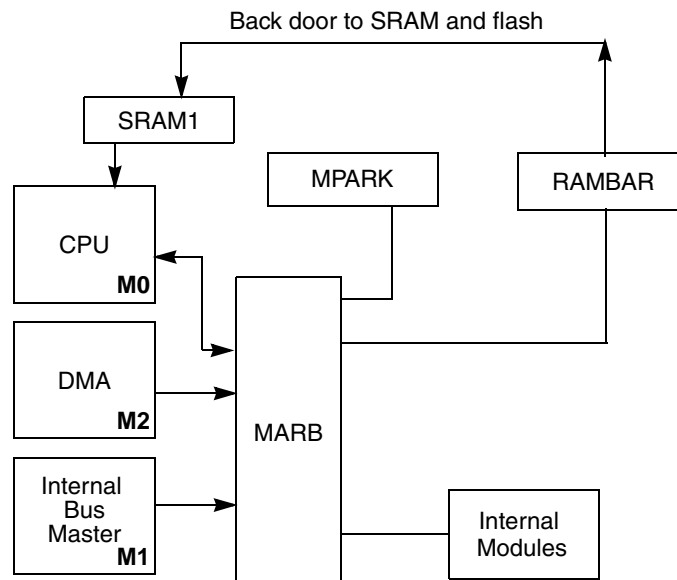 Back door to SRAM and flash
SRAM1
MPARK
RAMBAR
CPU
M0
DMA
M2
MARB
Internal
Bus
Master
M1
Internal
Modules